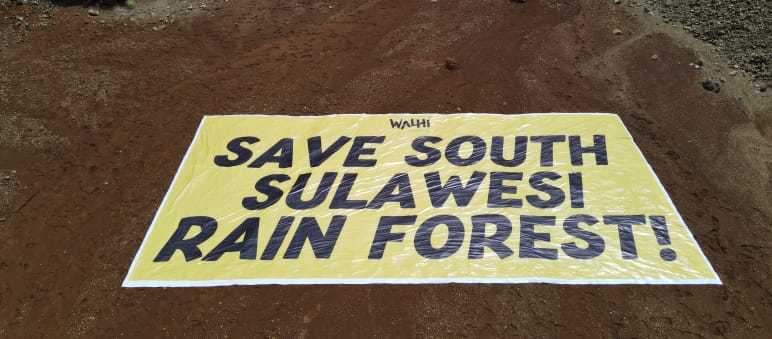 WALHI
SAVE SOUTH
SULAWESI
RAIN FOREST!